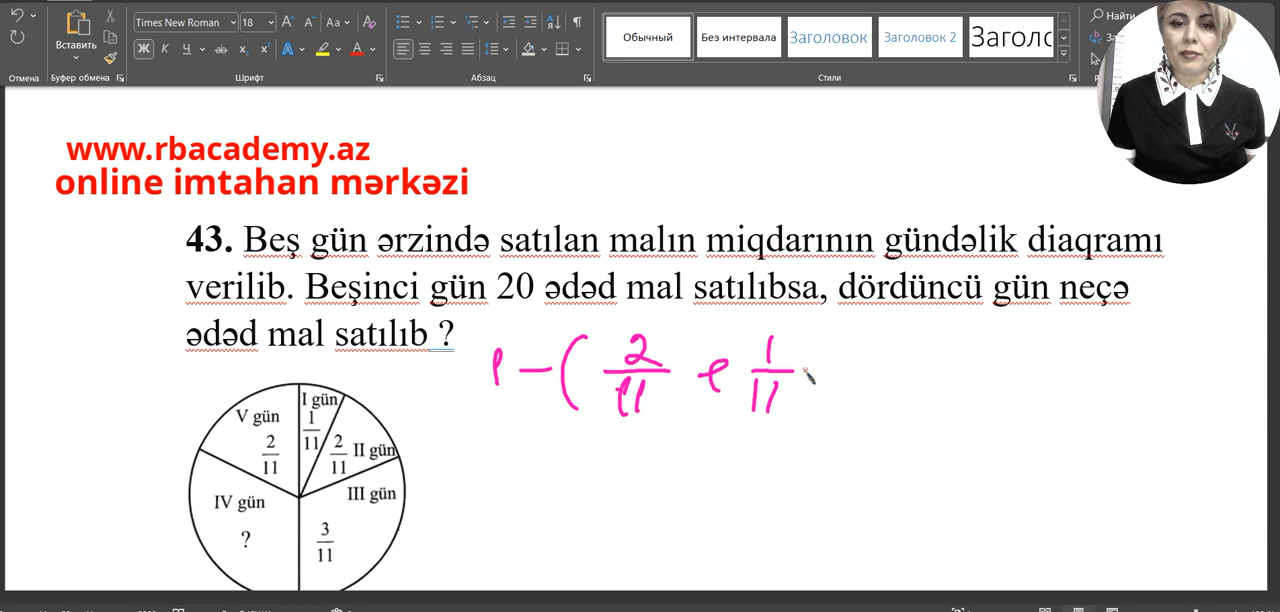 Times New Roman
18
Aa
Найти
Вставить
Ж К Ч ab x x A A
Обычный
Без интервала
Заголовок
Заголовок 2
Отмена
Буфер обмена
Шрифт
Абзац
Стили
www.rbacademy.az
online imtahan mərkəzi
43. Beş gün ərzində satılan malın miqdarının gündəlik diaqramı
verilib. Beşinci gün 20 ədəd mal satılıbsa, dördüncü gün neçə
ədəd mal satılıb ?
1 - ( 2/11 + 1/11
V gün
2/11
I gün
1/11
2/11 II gün
III gün
3/11
IV gün
?